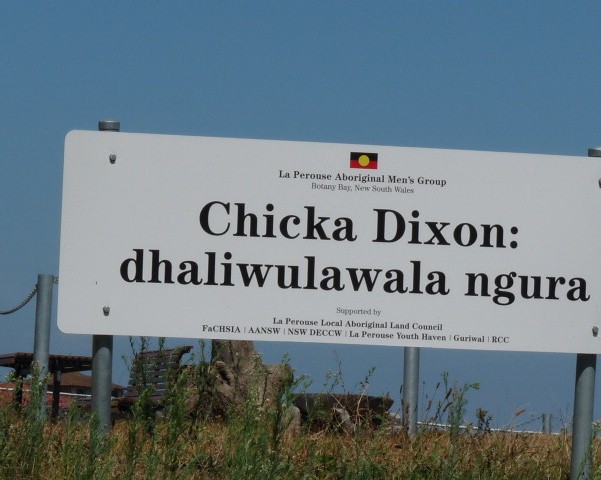 La Perouse Aboriginal Men's Group
Botany Bay, New South Wales
Chicka Dixon:
dhaliwulawala ngura
Supported by
La Perouse Local Aboriginal Land Council
FaCHSIA | AANSW | NSW DECCW | La Perouse Youth Haven | Guriwal | RCC